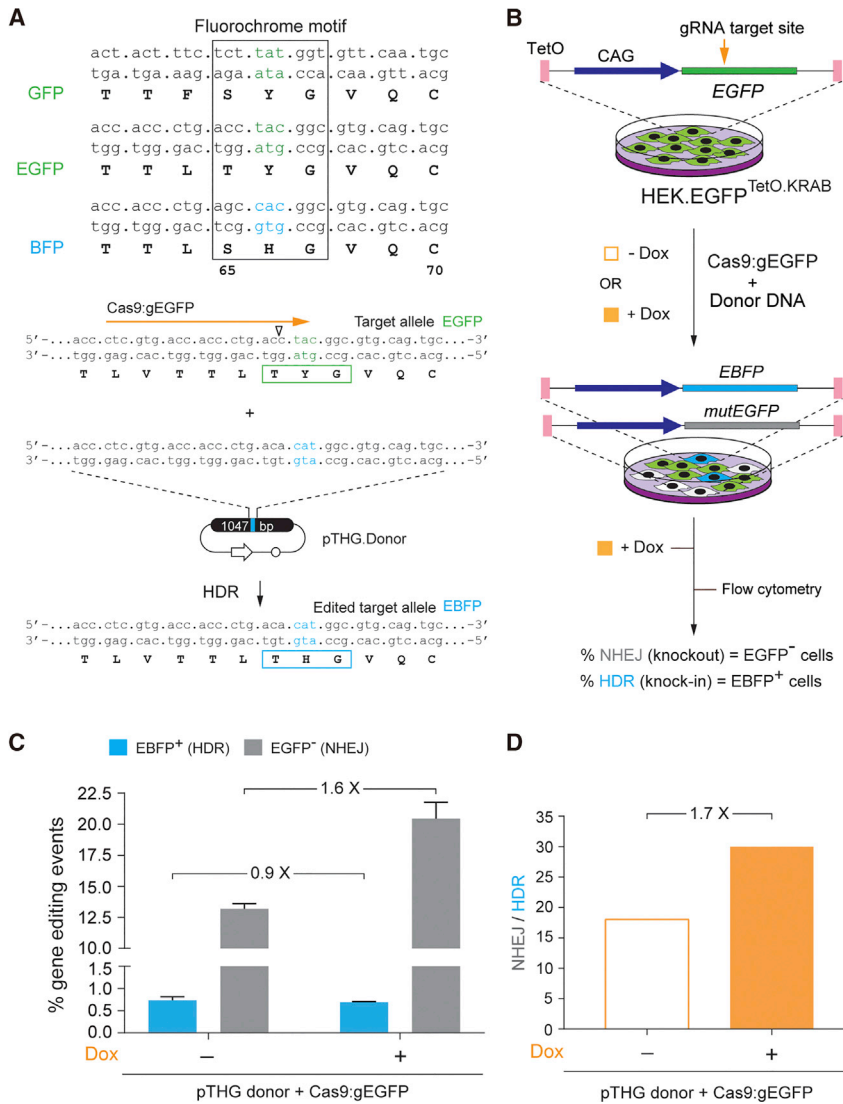 A
Fluorochrome motif
act.act.ttc.tct.tat.ggt.gtt.caa.tgc
tga.tga.aag.aga.ata.cca.caa.gtt.acg
GFP T T F S Y G V Q C
acc.acc.ctg.acc.tac.ggc.gtg.cag.tgc
tgg.tgg.gac.tgg.atg.ccg.cac.gtc.acg
EGFP T T L T Y G V Q C
acc.acc.ctg.agc.cac.ggc.gtg.cag.tgc
tgg.tgg.gac.tcg.gtg.ccg.cac.gtc.acg
BFP T T L S H G V Q C
65 70
Cas9:gEGFP
Target allele EGFP
5′-...acc.ctc.gtg.acc.acc.ctg.acc.tac.ggc.gtg.cag.tgc...-3′
3′-...tgg.gag.cac.tgg.tgg.gac.tgg.atg.ccg.cac.gtc.acg...-5′
T L V T T L T Y G V Q C
+
5′-...acc.ctc.gtg.acc.acc.ctg.aca.cat.ggc.gtg.cag.tgc...-3′
3′-...tgg.gag.cac.tgg.tgg.gac.tgt.gta.ccg.cac.gtc.acg...-5′
1047 bp
pTHG.Donor
HDR
Edited target allele EBFP
5′-...acc.ctc.gtg.acc.acc.ctg.aca.cat.ggc.gtg.cag.tgc...-3′
3′-...tgg.gag.cac.tgg.tgg.gac.tgt.gta.ccg.cac.gtc.acg...-5′
T L V T T L T H G V Q C
B
gRNA target site
TetO
CAG
EGFP
HEK.EGFP TetO.KRAB
- Dox
OR
+ Dox
Cas9:gEGFP
+
Donor DNA
EBFP
mutEGFP
+ Dox
Flow cytometry
% NHEJ (knockout) = EGFP⁻ cells
% HDR (knock-in) = EBFP⁺ cells
C
EBFP⁺ (HDR) EGFP⁻ (NHEJ)
% gene editing events
22.5
20.0
17.5
15.0
12.5
10.0
1.5
1.0
0.5
0.0
1.6 X
0.9 X
Dox − +
pTHG donor + Cas9:gEGFP
D
NHEJ / HDR
35
30
25
20
15
10
5
0
1.7 X
Dox − +
pTHG donor + Cas9:gEGFP